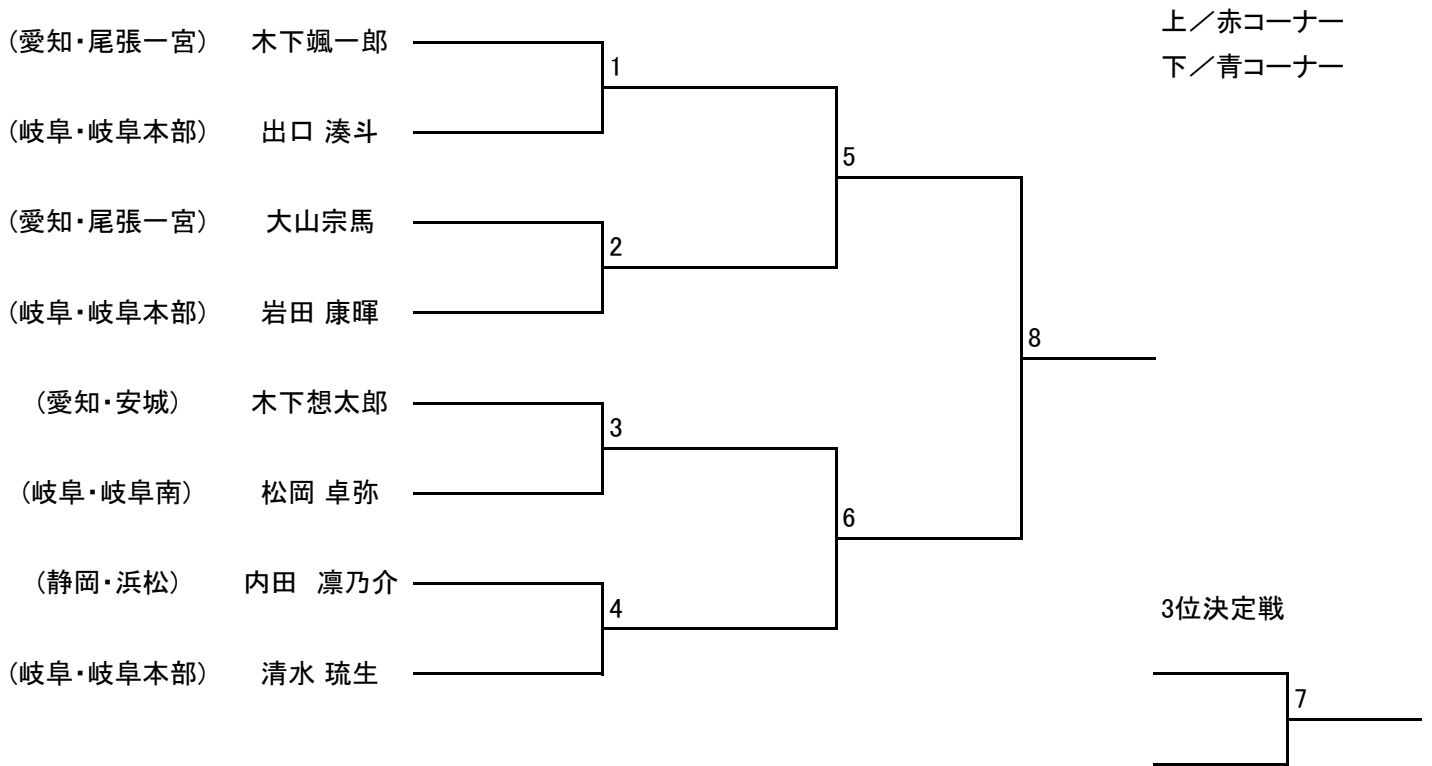 上／赤コーナー
下／青コーナー
(愛知・尾張一宮) 木下颯一郎
1
(岐阜・岐阜本部) 出口 湊斗
5
(愛知・尾張一宮) 大山宗馬
2
(岐阜・岐阜本部) 岩田 康暉
8
(愛知・安城) 木下想太郎
3
(岐阜・岐阜南) 松岡 卓弥
6
(静岡・浜松) 内田　凛乃介
4
3位決定戦
(岐阜・岐阜本部) 清水 琉生
7